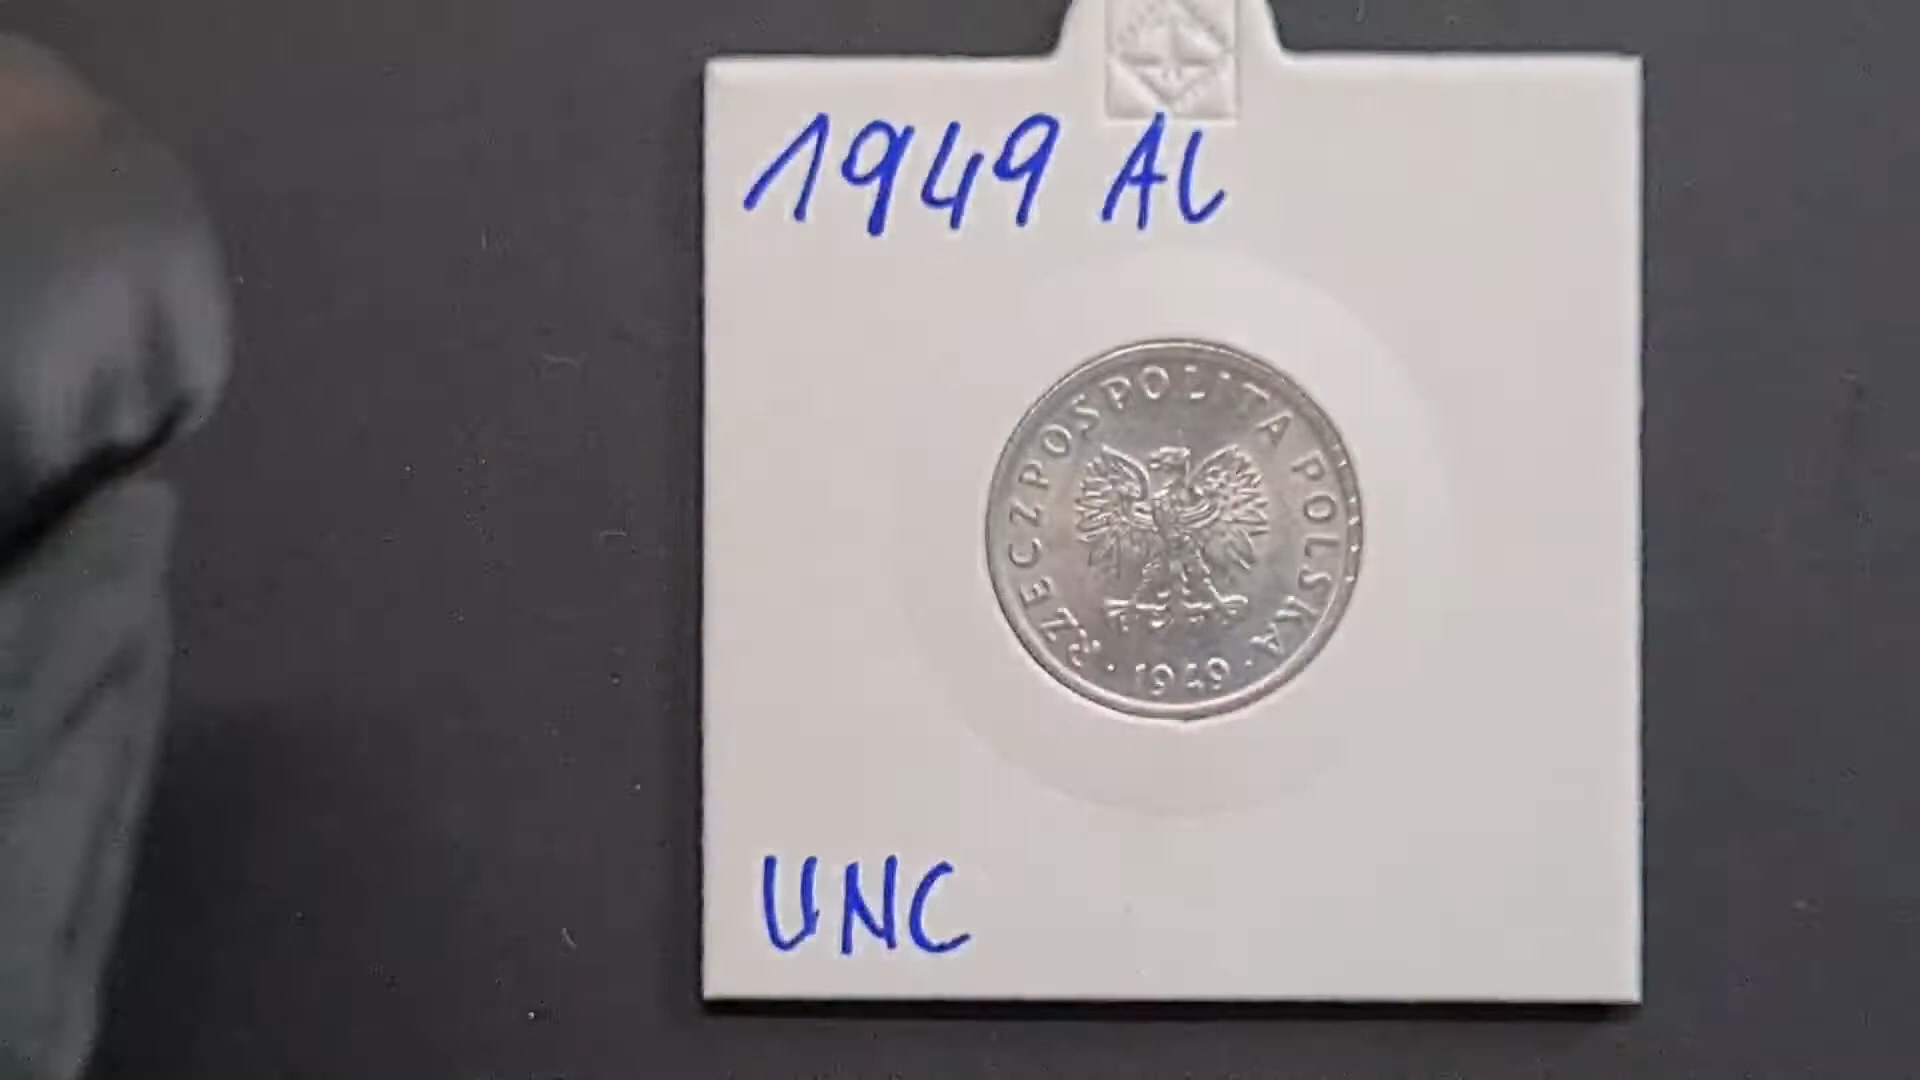 1949 AL
RZECZPOSPOLITA POLSKA
· 1949 ·
UNC